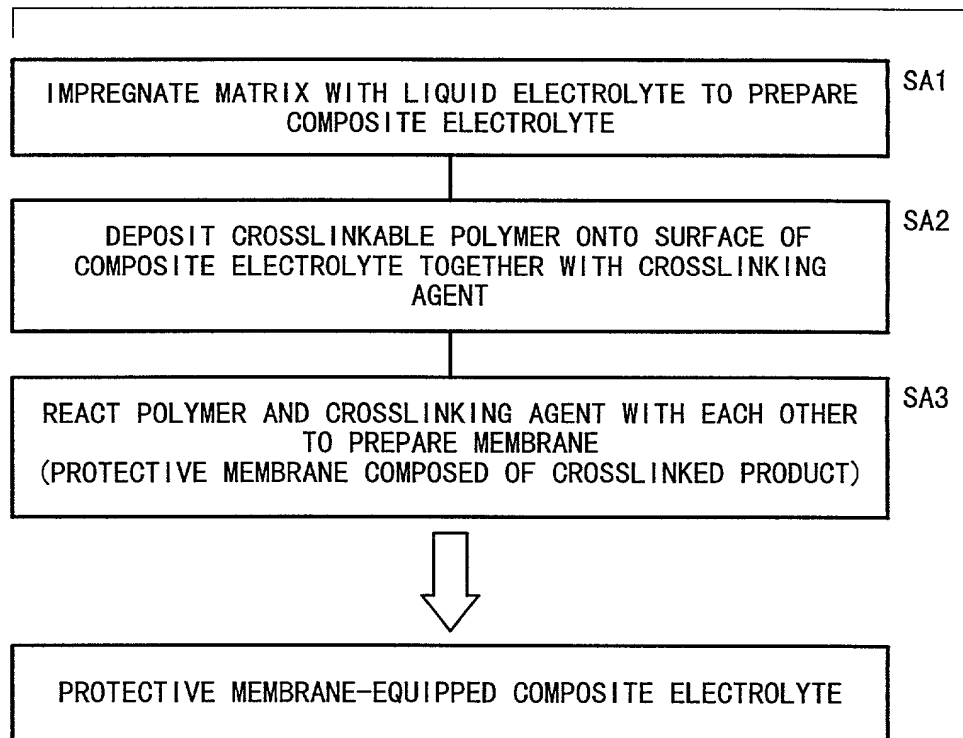 IMPREGNATE MATRIX WITH LIQUID ELECTROLYTE TO PREPARE
COMPOSITE ELECTROLYTE
SA1
DEPOSIT CROSSLINKABLE POLYMER ONTO SURFACE OF
COMPOSITE ELECTROLYTE TOGETHER WITH CROSSLINKING
AGENT
SA2
REACT POLYMER AND CROSSLINKING AGENT WITH EACH OTHER
TO PREPARE MEMBRANE
(PROTECTIVE MEMBRANE COMPOSED OF CROSSLINKED PRODUCT)
SA3
PROTECTIVE MEMBRANE-EQUIPPED COMPOSITE ELECTROLYTE